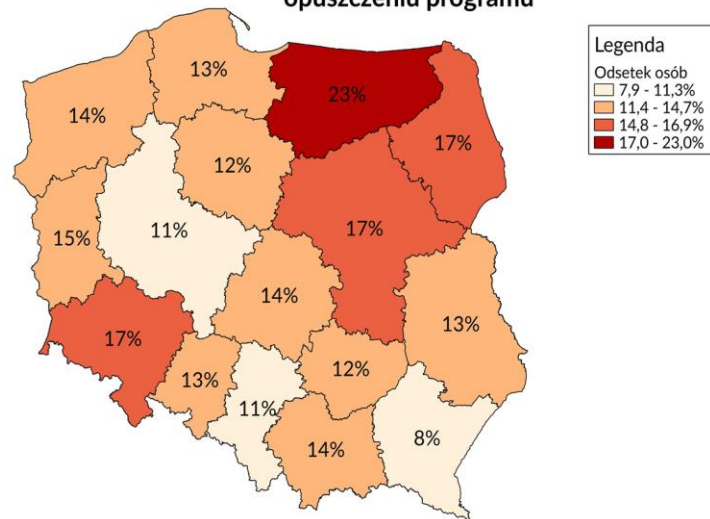 opuszczeniu programu
Legenda
Odsetek osób
7,9 - 11,3%
11,4 - 14,7%
14,8 - 16,9%
17,0 - 23,0%
13%
23%
14%
17%
12%
11%
17%
15%
14%
13%
17%
12%
13%
11%
8%
14%